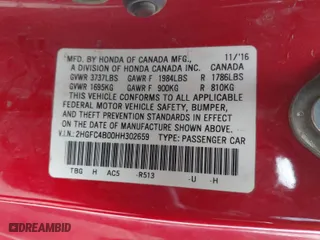 MFD. BY HONDA OF CANADA MFG., 11/'16
A DIVISION OF HONDA CANADA INC. CANADA
GVWR 3737LBS GAWR F 1984LBS R 1786LBS
GVWR 1695KG GAWR F 900KG R 810KG
THIS VEHICLE CONFORMS TO ALL APPLICABLE
FEDERAL MOTOR VEHICLE SAFETY, BUMPER,
AND THEFT PREVENTION STANDARDS IN EFFECT
ON THE DATE OF MANUFACTURE SHOWN ABOVE.
V.I.N.: 2HGFC4B00HH302659 TYPE: PASSENGER CAR
TBG H AC5 -R513 -U -H
DREAMBID.COM